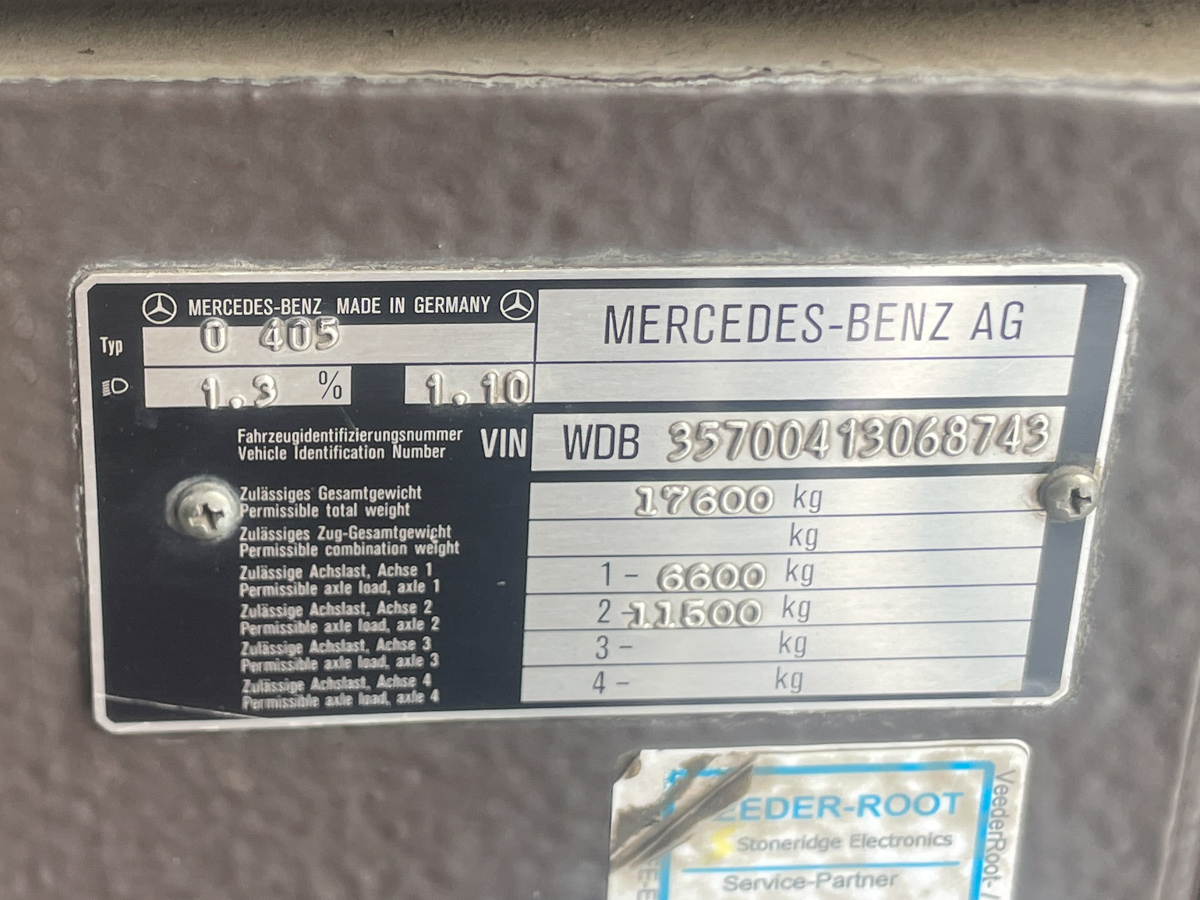 MERCEDES-BENZ MADE IN GERMANY
MERCEDES-BENZ AG
Typ 0 405
1.3 % 1.10
Fahrzeugidentifizierungsnummer
Vehicle Identification Number
VIN WDB 35700413068743
Zulässiges Gesamtgewicht
Permissible total weight
17600 kg
Zulässiges Zug-Gesamtgewicht
Permissible combination weight
kg
Zulässige Achslast, Achse 1
Permissible axle load, axle 1
1 - 6600 kg
Zulässige Achslast, Achse 2
Permissible axle load, axle 2
2 - 11500 kg
Zulässige Achslast, Achse 3
Permissible axle load, axle 3
3 - kg
Zulässige Achslast, Achse 4
Permissible axle load, axle 4
4 - kg
EEDER-ROOT
Stoneridge Electronics
Service-Partner
VeederRoot-